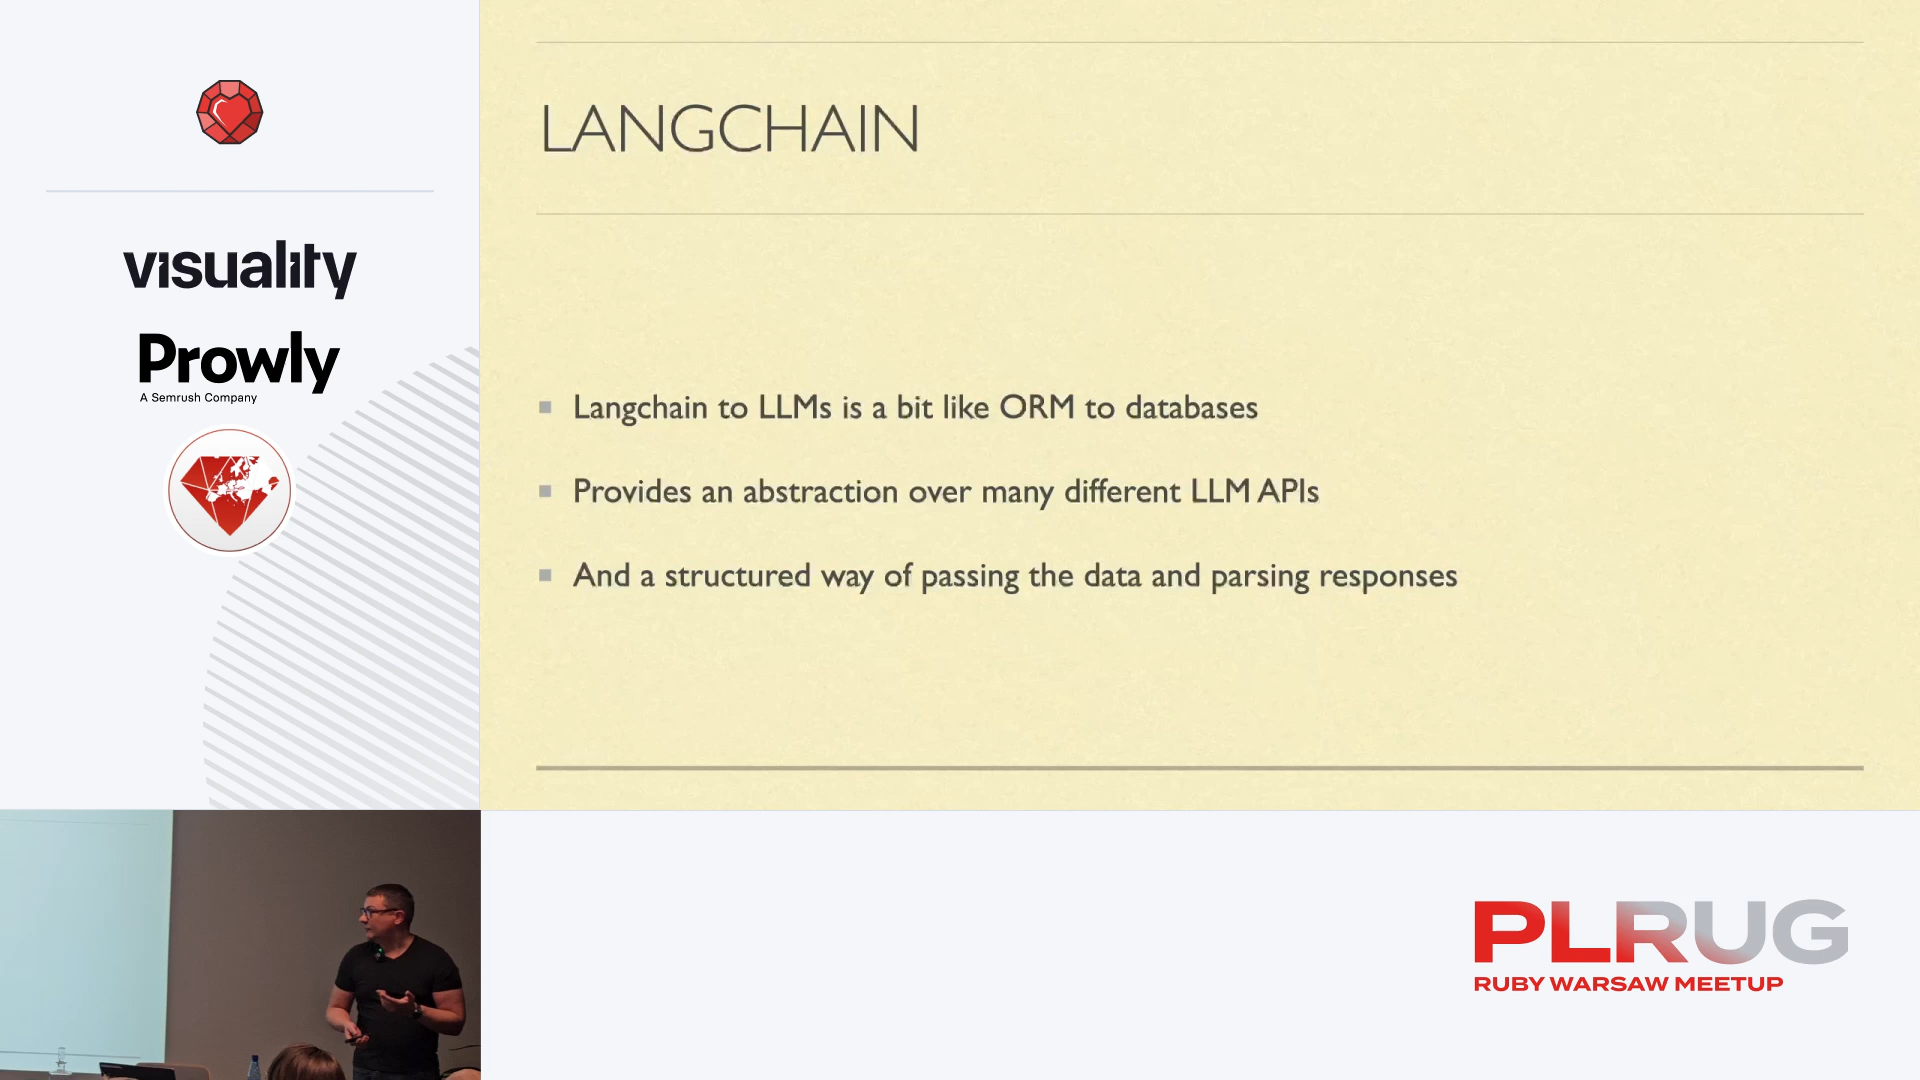 visuality
Prowly
A Semrush Company
LANGCHAIN
Langchain to LLMs is a bit like ORM to databases
Provides an abstraction over many different LLM APIs
And a structured way of passing the data and parsing responses
PLRUG
RUBY WARSAW MEETUP